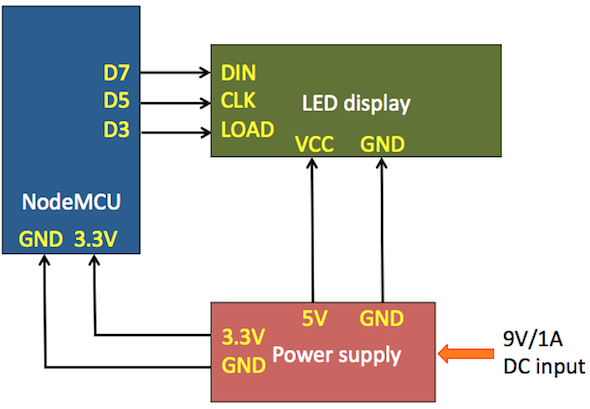 D7
D5
D3
NodeMCU
GND 3.3V
DIN
CLK
LOAD
LED display
VCC GND
5V GND
3.3V
GND
Power supply
9V/1A
DC input